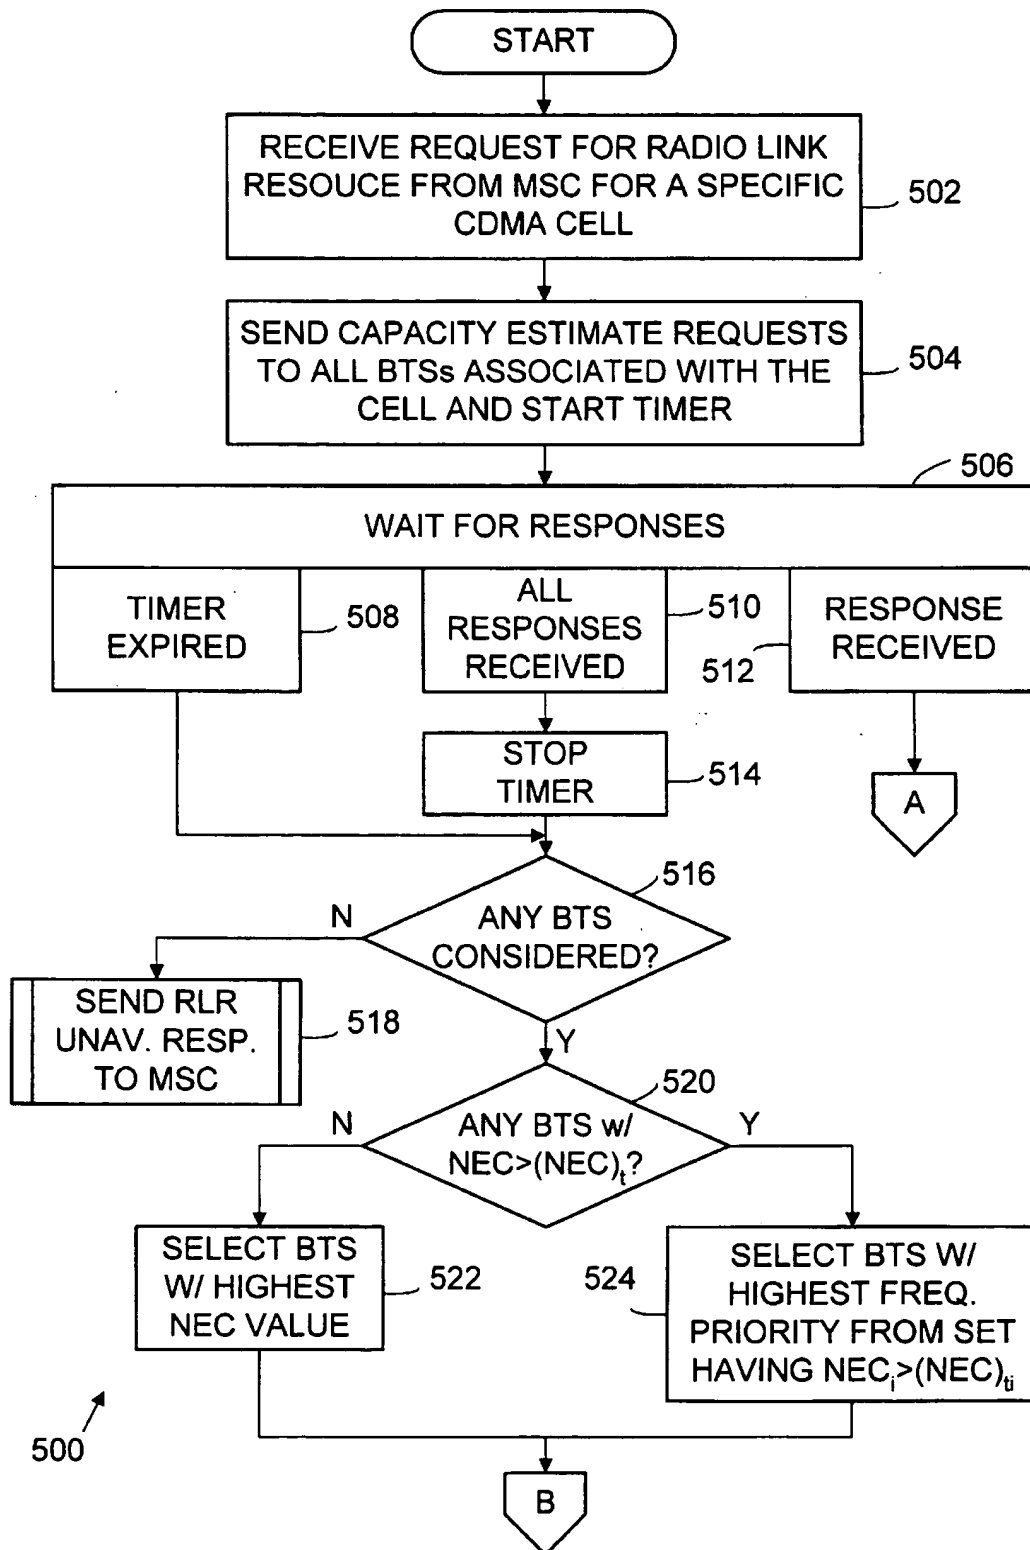 START
RECEIVE REQUEST FOR RADIO LINK
RESOUCE FROM MSC FOR A SPECIFIC
CDMA CELL
502
SEND CAPACITY ESTIMATE REQUESTS
TO ALL BTSs ASSOCIATED WITH THE
CELL AND START TIMER
504
506
WAIT FOR RESPONSES
TIMER
EXPIRED
508
ALL
RESPONSES
RECEIVED
510
512
RESPONSE
RECEIVED
STOP
TIMER
514
A
516
ANY BTS
CONSIDERED?
N
Y
SEND RLR
UNAV. RESP.
TO MSC
518
520
ANY BTS w/
NEC>(NEC)t?
N
Y
SELECT BTS
W/ HIGHEST
NEC VALUE
522
524
SELECT BTS W/
HIGHEST FREQ.
PRIORITY FROM SET
HAVING NECi>(NEC)ti
500
B